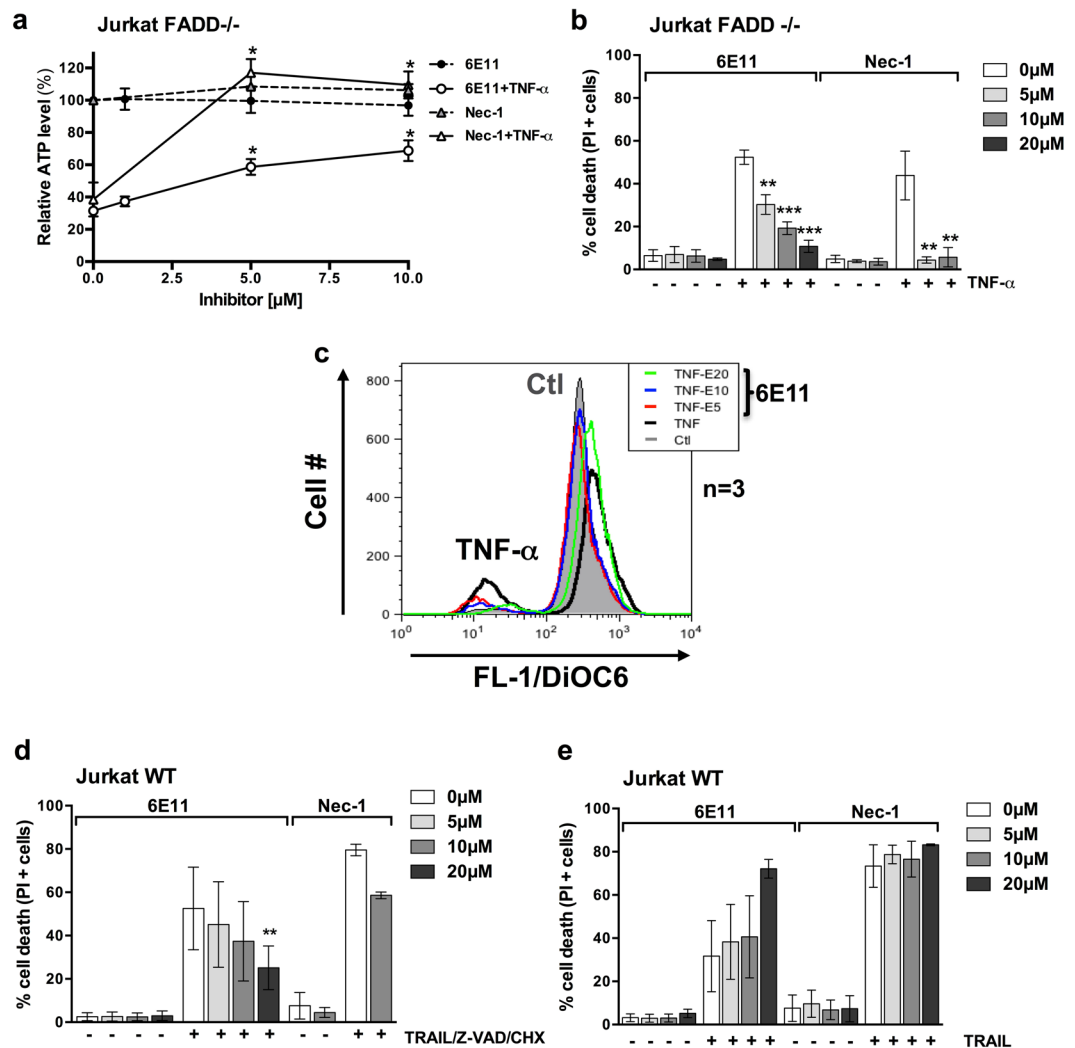 a
Jurkat FADD-/-
Relative ATP level (%)
120
100
80
60
40
20
0
0.0
2.5
5.0
7.5
10.0
Inhibitor [µM]
*
*
*
*
6E11
6E11+TNF-α
Nec-1
Nec-1+TNF-α
b
Jurkat FADD -/-
% cell death (PI + cells)
100
80
60
40
20
0
6E11
Nec-1
0µM
5µM
10µM
20µM
**
***
***
**
**
- - - - + + + + - - - + + +
TNF-α
c
Cell #
800
600
400
200
0
Ctl
TNF-α
TNF-E20
TNF-E10
TNF-E5
TNF
Ctl
6E11
n=3
10⁰ 10¹ 10² 10³ 10⁴
FL-1/DiOC6
d
Jurkat WT
% cell death (PI + cells)
100
80
60
40
20
0
6E11
Nec-1
0µM
5µM
10µM
20µM
**
- - - - + + + + - - + +
TRAIL/Z-VAD/CHX
e
Jurkat WT
% cell death (PI + cells)
100
80
60
40
20
0
6E11
Nec-1
0µM
5µM
10µM
20µM
- - - - + + + + - - - - + + + +
TRAIL